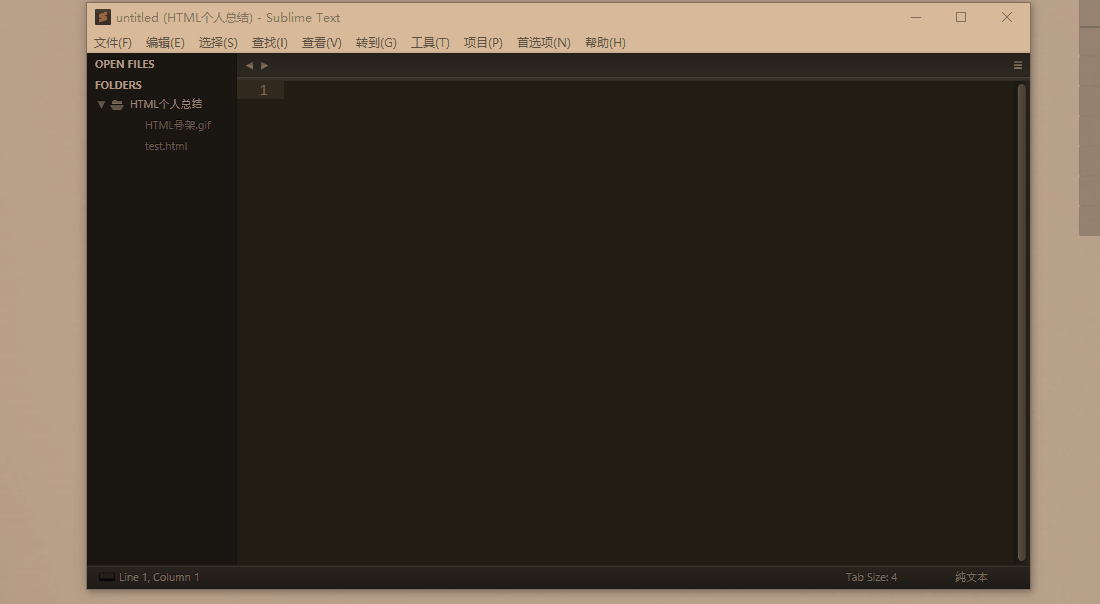 untitled (HTML个人总结) - Sublime Text
文件(F) 编辑(E) 选择(S) 查找(I) 查看(V) 转到(G) 工具(T) 项目(P) 首选项(N) 帮助(H)
OPEN FILES
FOLDERS
HTML个人总结
HTML骨架.gif
test.html
1
Line 1, Column 1
Tab Size: 4
纯文本